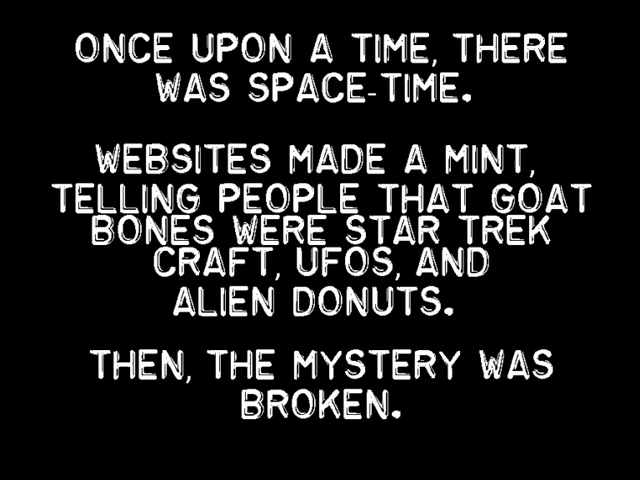 ONCE UPON A TIME, THERE
WAS SPACE-TIME.
WEBSITES MADE A MINT,
TELLING PEOPLE THAT GOAT
BONES WERE STAR TREK
CRAFT, UFOS, AND
ALIEN DONUTS.
THEN, THE MYSTERY WAS
BROKEN.